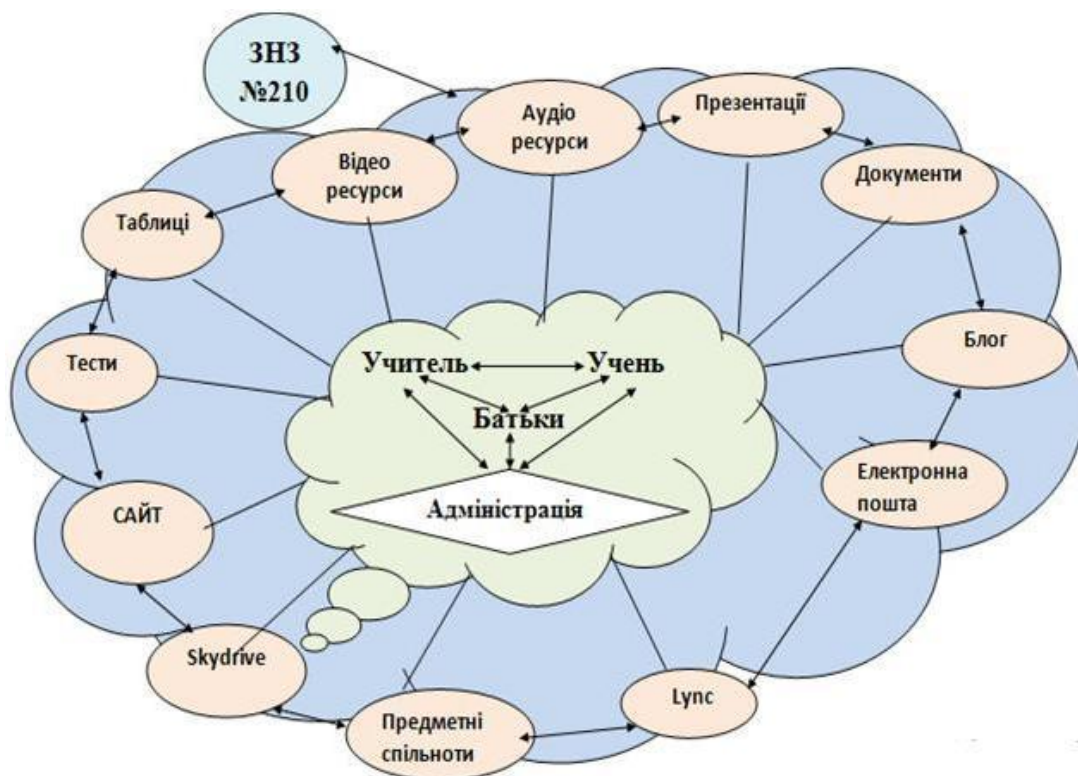 ЗНЗ
№210
Аудіо
ресурси
Презентації
Відео
ресурси
Документи
Таблиці
Тести
Блог
Учитель
Учень
Батьки
Адміністрація
САЙТ
Електронна
пошта
Skydrive
Предметні
спільноти
Lync